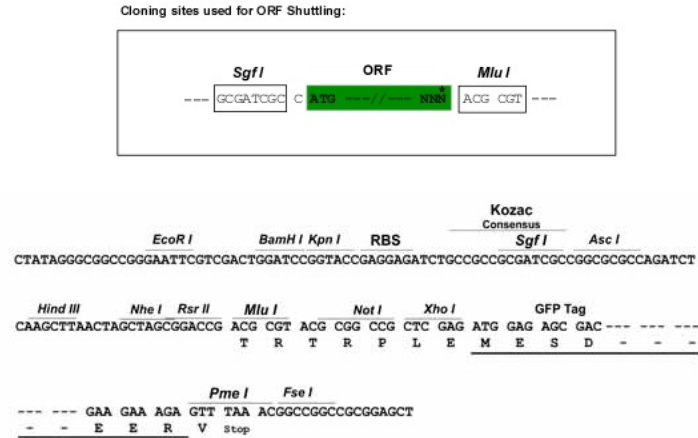 Cloning sites used for ORF Shuttling:
Sgf I ORF Mlu I
--- GCGATCGC C ATG ---//--- NNN* ACG CGT ---
Kozac
Consensus
EcoR I BamH I Kpn I RBS Sgf I Asc I
CTATAGGGCGGCCGGGAATTCGTCGACTGGATCCGGTACCGAGGAGATCTGCCGCCGCGATCGCCGGCGCGCCAGATCT
Hind III Nhe I Rsr II Mlu I Not I Xho I GFP Tag
CAAGCTTAACTAGCTAGCGGACCG ACG CGT ACG CGG CCG CTC GAG ATG GAG AGC GAC --- --- ---
T R T R P L E M E S D - - -
Pme I Fse I
--- --- GAA GAA AGA GTT TAA ACGGCCGGCCGCGGAGCT
- - E E R V Stop